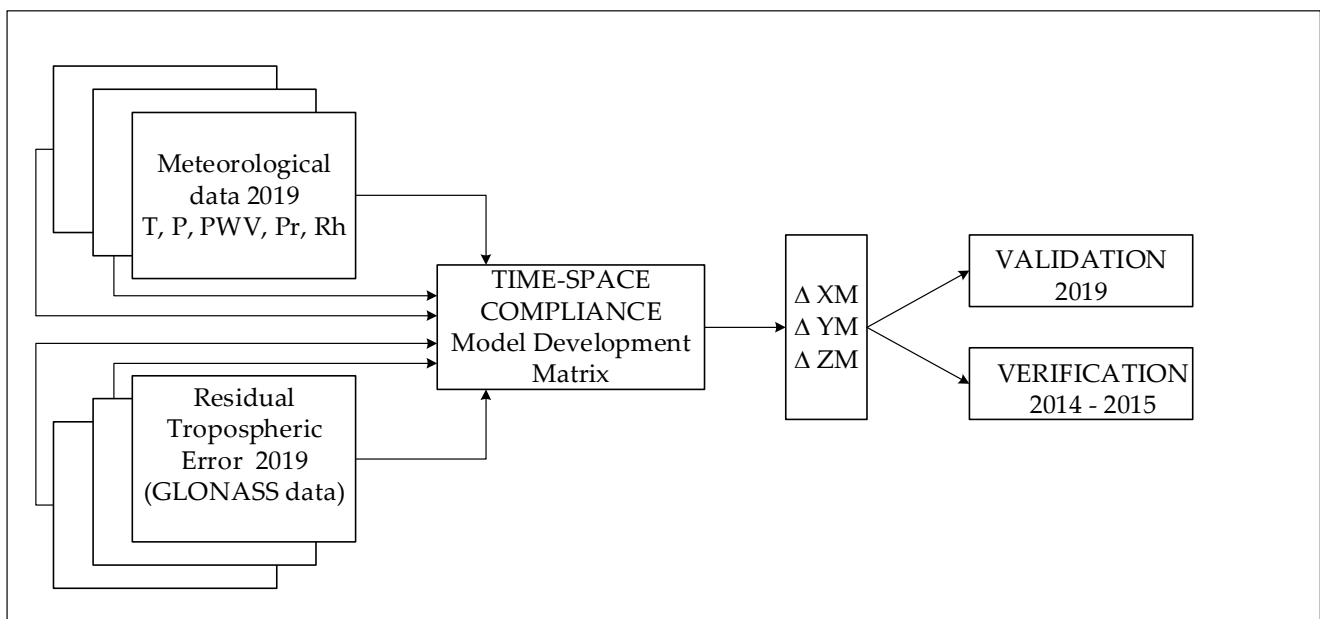 Meteorological
data 2019
T, P, PWV, Pr, Rh
Residual
Tropospheric
Error 2019
(GLONASS data)
TIME-SPACE
COMPLIANCE
Model Development
Matrix
Δ XM
Δ YM
Δ ZM
VALIDATION
2019
VERIFICATION
2014 - 2015